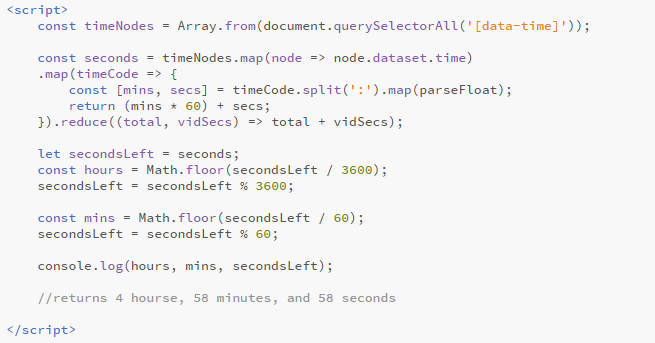 <script>
    const timeNodes = Array.from(document.querySelectorAll('[data-time]'));
    const seconds = timeNodes.map(node => node.dataset.time)
    .map(timeCode => {
        const [mins, secs] = timeCode.split(':').map(parseFloat);
        return (mins * 60) + secs;
    }).reduce((total, vidSecs) => total + vidSecs);
    let secondsLeft = seconds;
    const hours = Math.floor(secondsLeft / 3600);
    secondsLeft = secondsLeft % 3600;
    const mins = Math.floor(secondsLeft / 60);
    secondsLeft = secondsLeft % 60;
    console.log(hours, mins, secondsLeft);
    //returns 4 hourse, 58 minutes, and 58 seconds
</script>